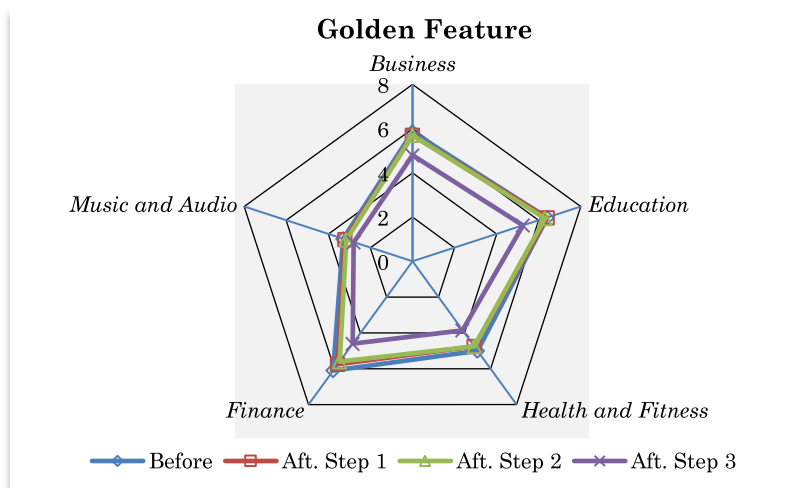 Golden Feature
Business
8
6
4
2
0
Music and Audio
Education
Finance
Health and Fitness
Before
Aft. Step 1
Aft. Step 2
Aft. Step 3